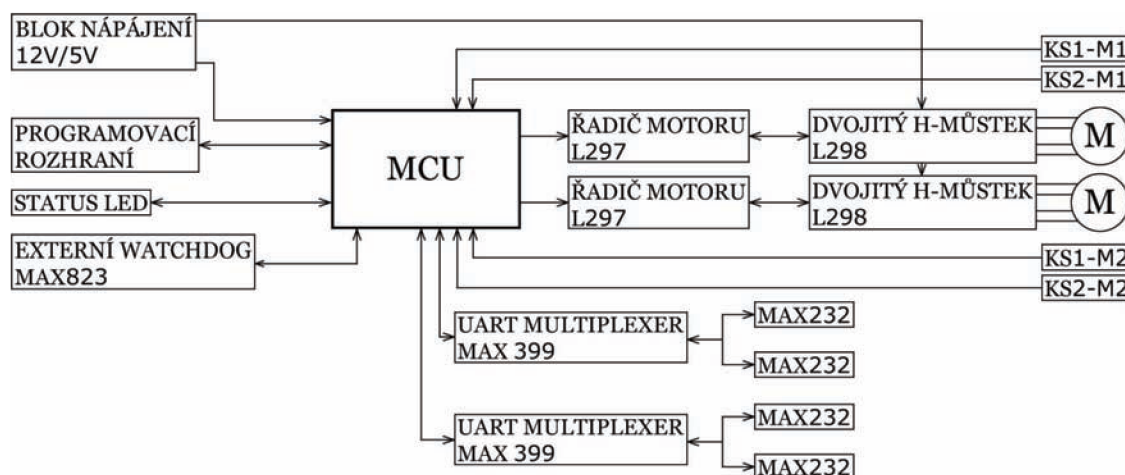 BLOK NÁPÁJENÍ
12V/5V
KS1-M1
KS2-M1
PROGRAMOVACÍ
ROZHRANÍ
MCU
ŘADIČ MOTORU
L297
DVOJITÝ H-MŮSTEK
L298
M
STATUS LED
ŘADIČ MOTORU
L297
DVOJITÝ H-MŮSTEK
L298
M
EXTERNÍ WATCHDOG
MAX823
KS1-M2
KS2-M2
UART MULTIPLEXER
MAX 399
MAX232
MAX232
UART MULTIPLEXER
MAX 399
MAX232
MAX232